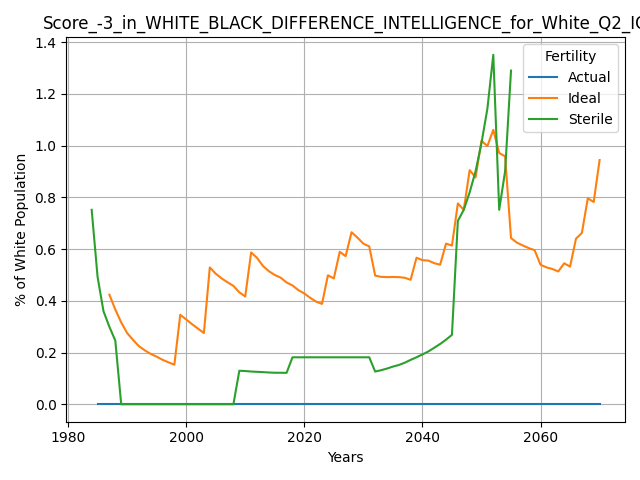 Score_-3_in_WHITE_BLACK_DIFFERENCE_INTELLIGENCE_for_White_Q2_IC
Fertility
Actual
Ideal
Sterile
% of White Population
1.4
1.2
1.0
0.8
0.6
0.4
0.2
0.0
1980 2000 2020 2040 2060
Years